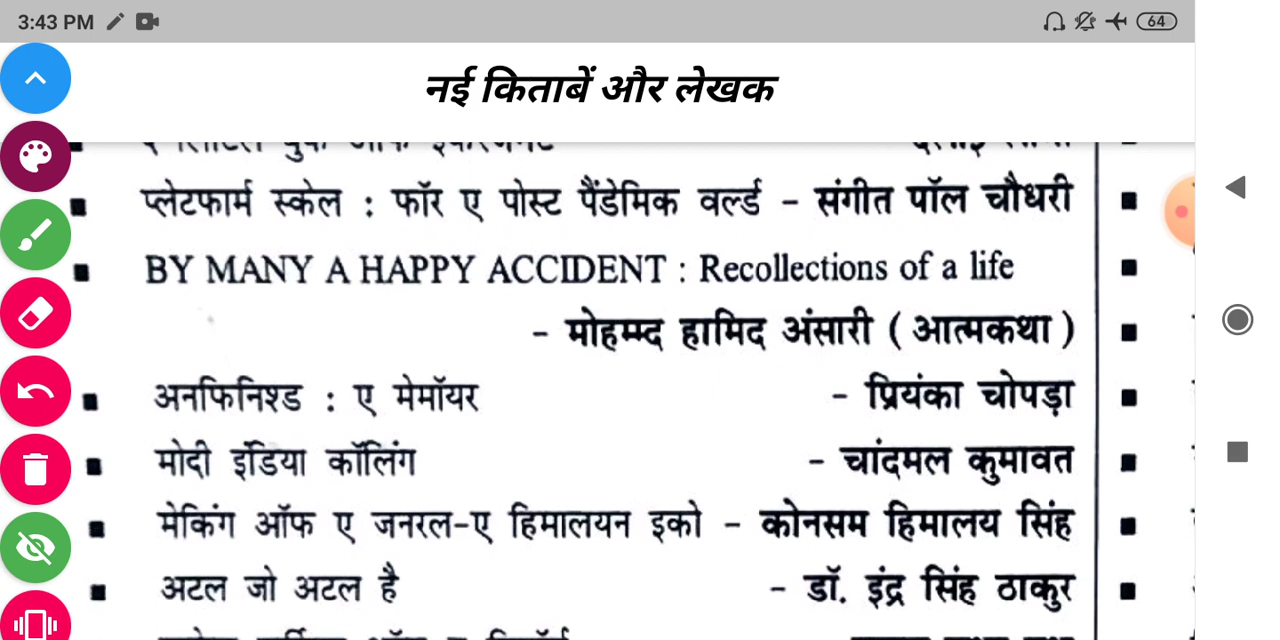 3:43 PM
64
नई किताबें और लेखक
प्लेटफार्म स्केल : फॉर ए पोस्ट पैंडेमिक वर्ल्ड - संगीत पॉल चौधरी
BY MANY A HAPPY ACCIDENT : Recollections of a life
- मोहम्म्द हामिद अंसारी ( आत्मकथा )
अनफिनिश्ड : ए मेमॉयर - प्रियंका चोपड़ा
मोदी इंडिया कॉलिंग - चांदमल कुमावत
मेकिंग ऑफ ए जनरल-ए हिमालयन इको - कोनसम हिमालय सिंह
अटल जो अटल है - डॉ. इंद्र सिंह ठाकुर